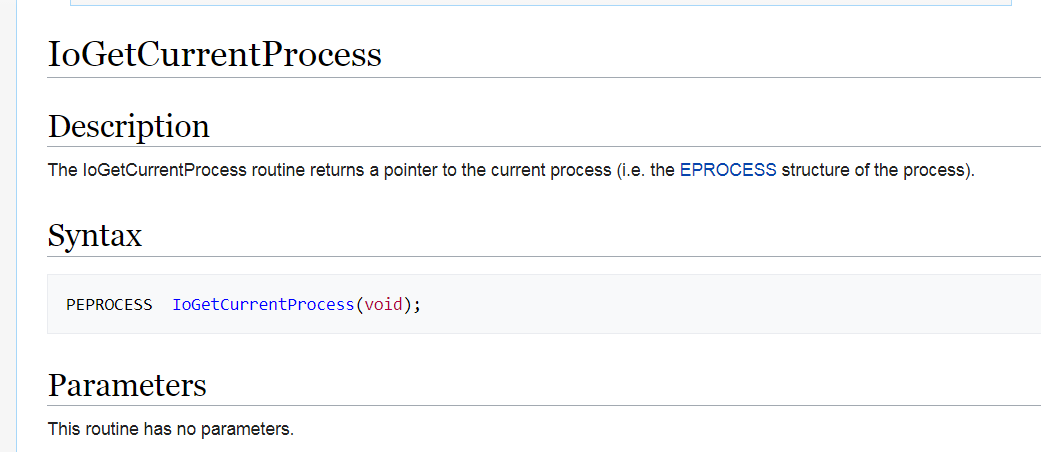 IoGetCurrentProcess
Description
The IoGetCurrentProcess routine returns a pointer to the current process (i.e. the EPROCESS structure of the process).
Syntax
PEPROCESS  IoGetCurrentProcess(void);
Parameters
This routine has no parameters.